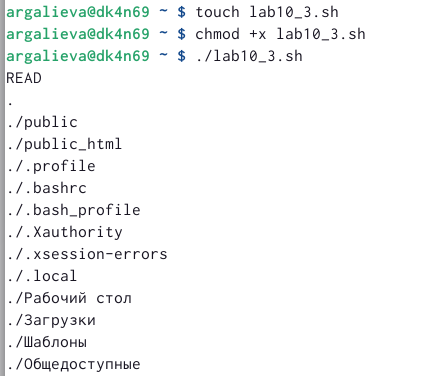 argalieva@dk4n69 ~ $ touch lab10_3.sh
argalieva@dk4n69 ~ $ chmod +x lab10_3.sh
argalieva@dk4n69 ~ $ ./lab10_3.sh
READ
.
./public
./public_html
./.profile
./.bashrc
./.bash_profile
./.Xauthority
./.xsession-errors
./.local
./Рабочий стол
./Загрузки
./Шаблоны
./Общедоступные